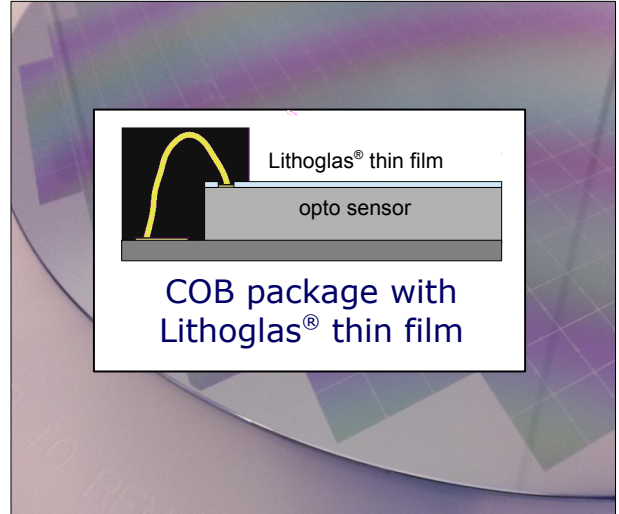 Lithoglas® thin film
opto sensor
COB package with
Lithoglas® thin film